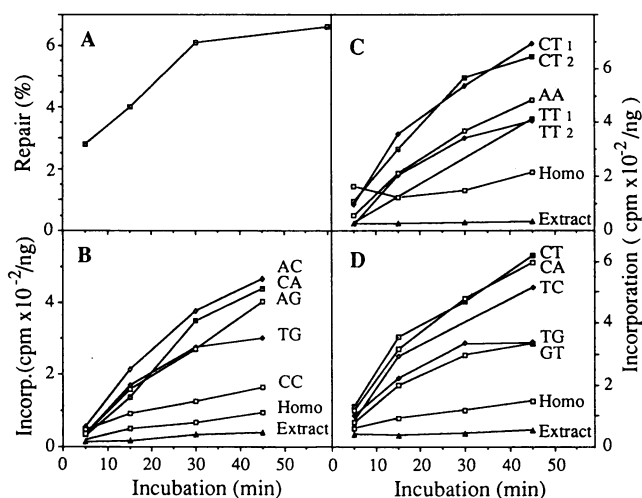 A
Repair (%)
6
4
2
0
B
Incorp.(cpm x10⁻²/ng)
4
2
0
AC
CA
AG
TG
CC
Homo
Extract
0 10 20 30 40 50
Incubation (min)
C
CT 1
CT 2
AA
TT 1
TT 2
Homo
Extract
6
4
2
0
Incorporation ( cpm x10⁻²/ng)
D
CT
CA
TC
TG
GT
Homo
Extract
6
4
2
0
0 10 20 30 40 50
Incubation (min)